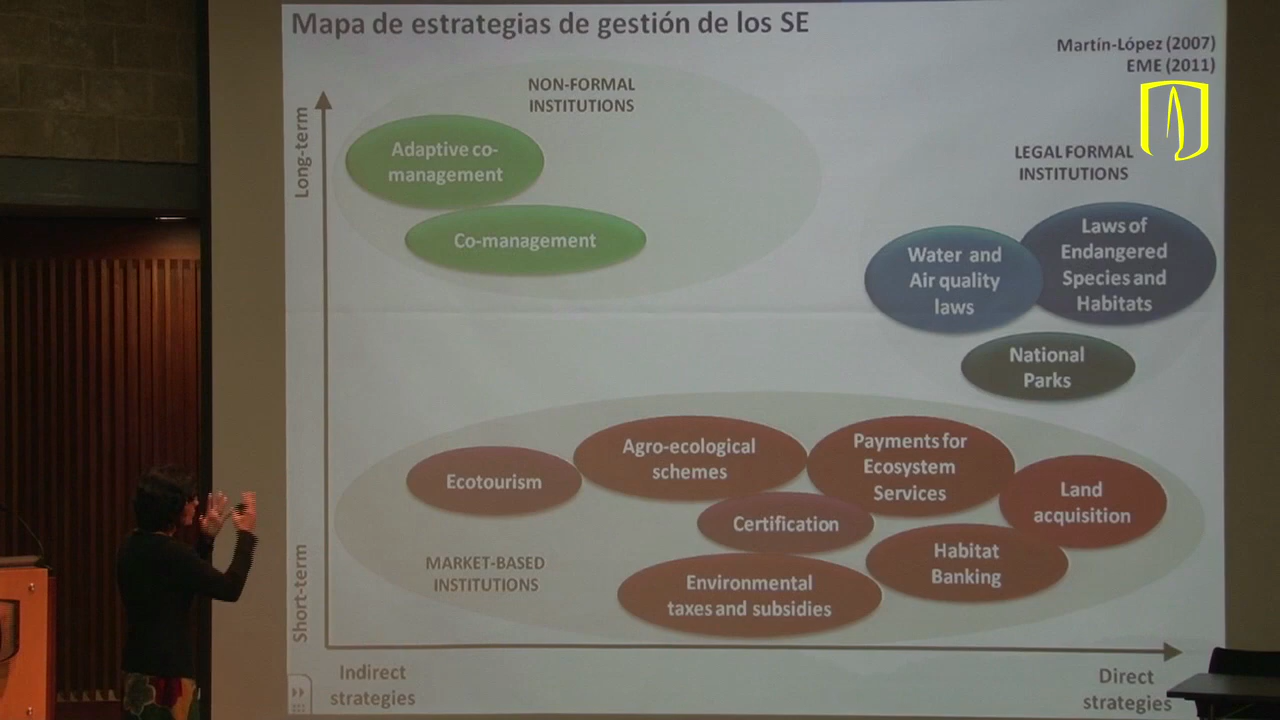 Mapa de estrategias de gestión de los SE
Martín-López (2007)
EME (2011)
NON-FORMAL
INSTITUTIONS
Long-term
Adaptive co-
management
Co-management
LEGAL FORMAL
INSTITUTIONS
Water and
Air quality
laws
Laws of
Endangered
Species and
Habitats
National
Parks
Ecotourism
Agro-ecological
schemes
Payments for
Ecosystem
Services
Land
acquisition
Certification
Habitat
Banking
Environmental
taxes and subsidies
MARKET-BASED
INSTITUTIONS
Short-term
Indirect
strategies
Direct
strategies